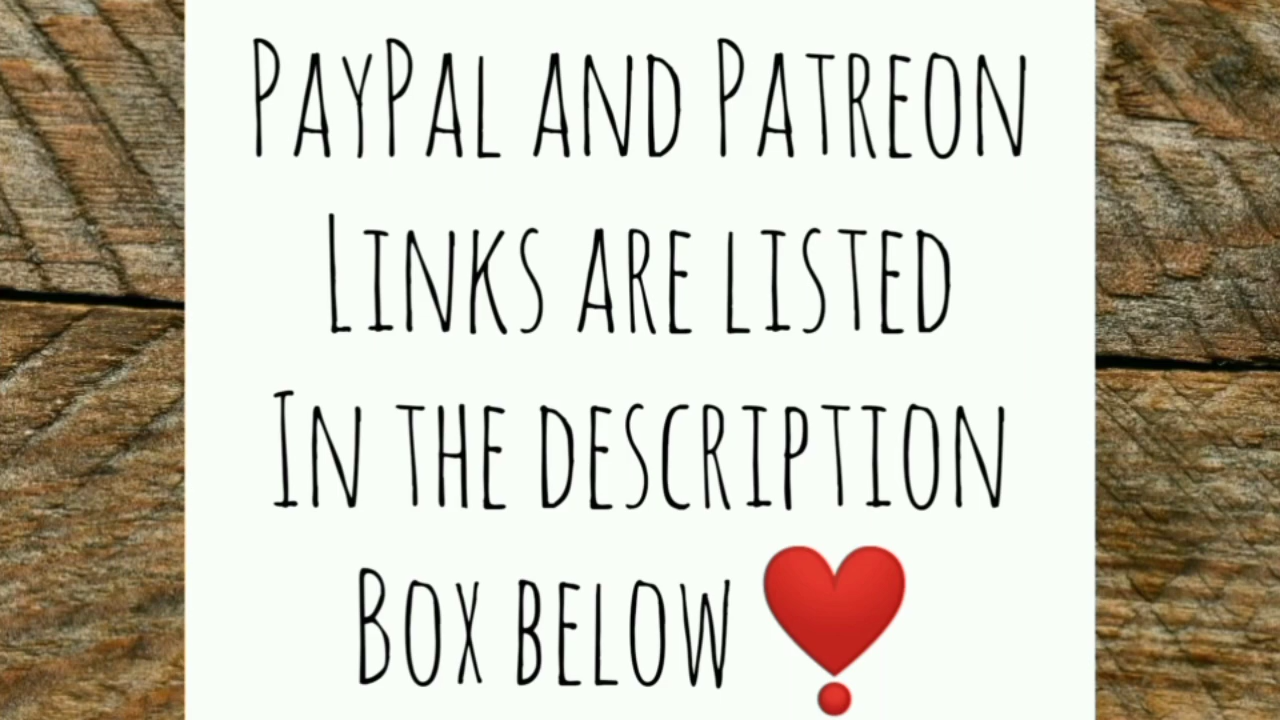 PayPal and Patreon
Links are listed
In the description
Box below ❣️